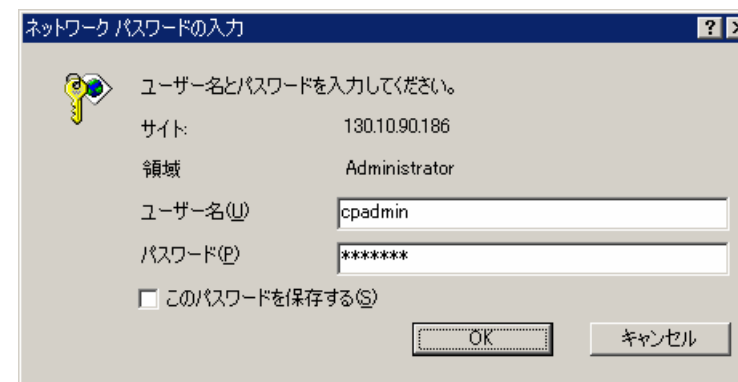 ネットワーク パスワードの入力
ユーザー名とパスワードを入力してください。
サイト: 130.10.90.186
領域 Administrator
ユーザー名(U) cpadmin
パスワード(P) *******
このパスワードを保存する(S)
OK キャンセル